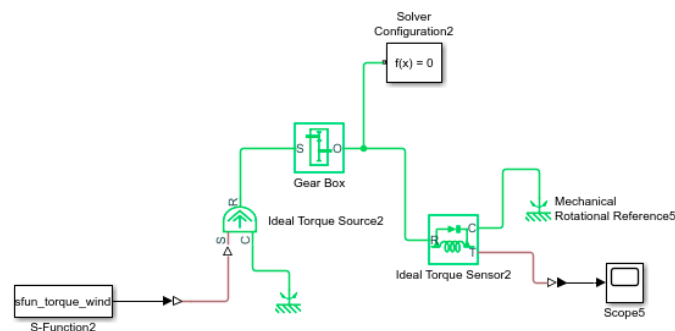 Solver
Configuration2
f(x) = 0
S
O
Gear Box
R
Ideal Torque Source2
S
C
Mechanical
Rotational Reference5
R
C
T
Ideal Torque Sensor2
sfun_torque_wind
S-Function2
Scope5